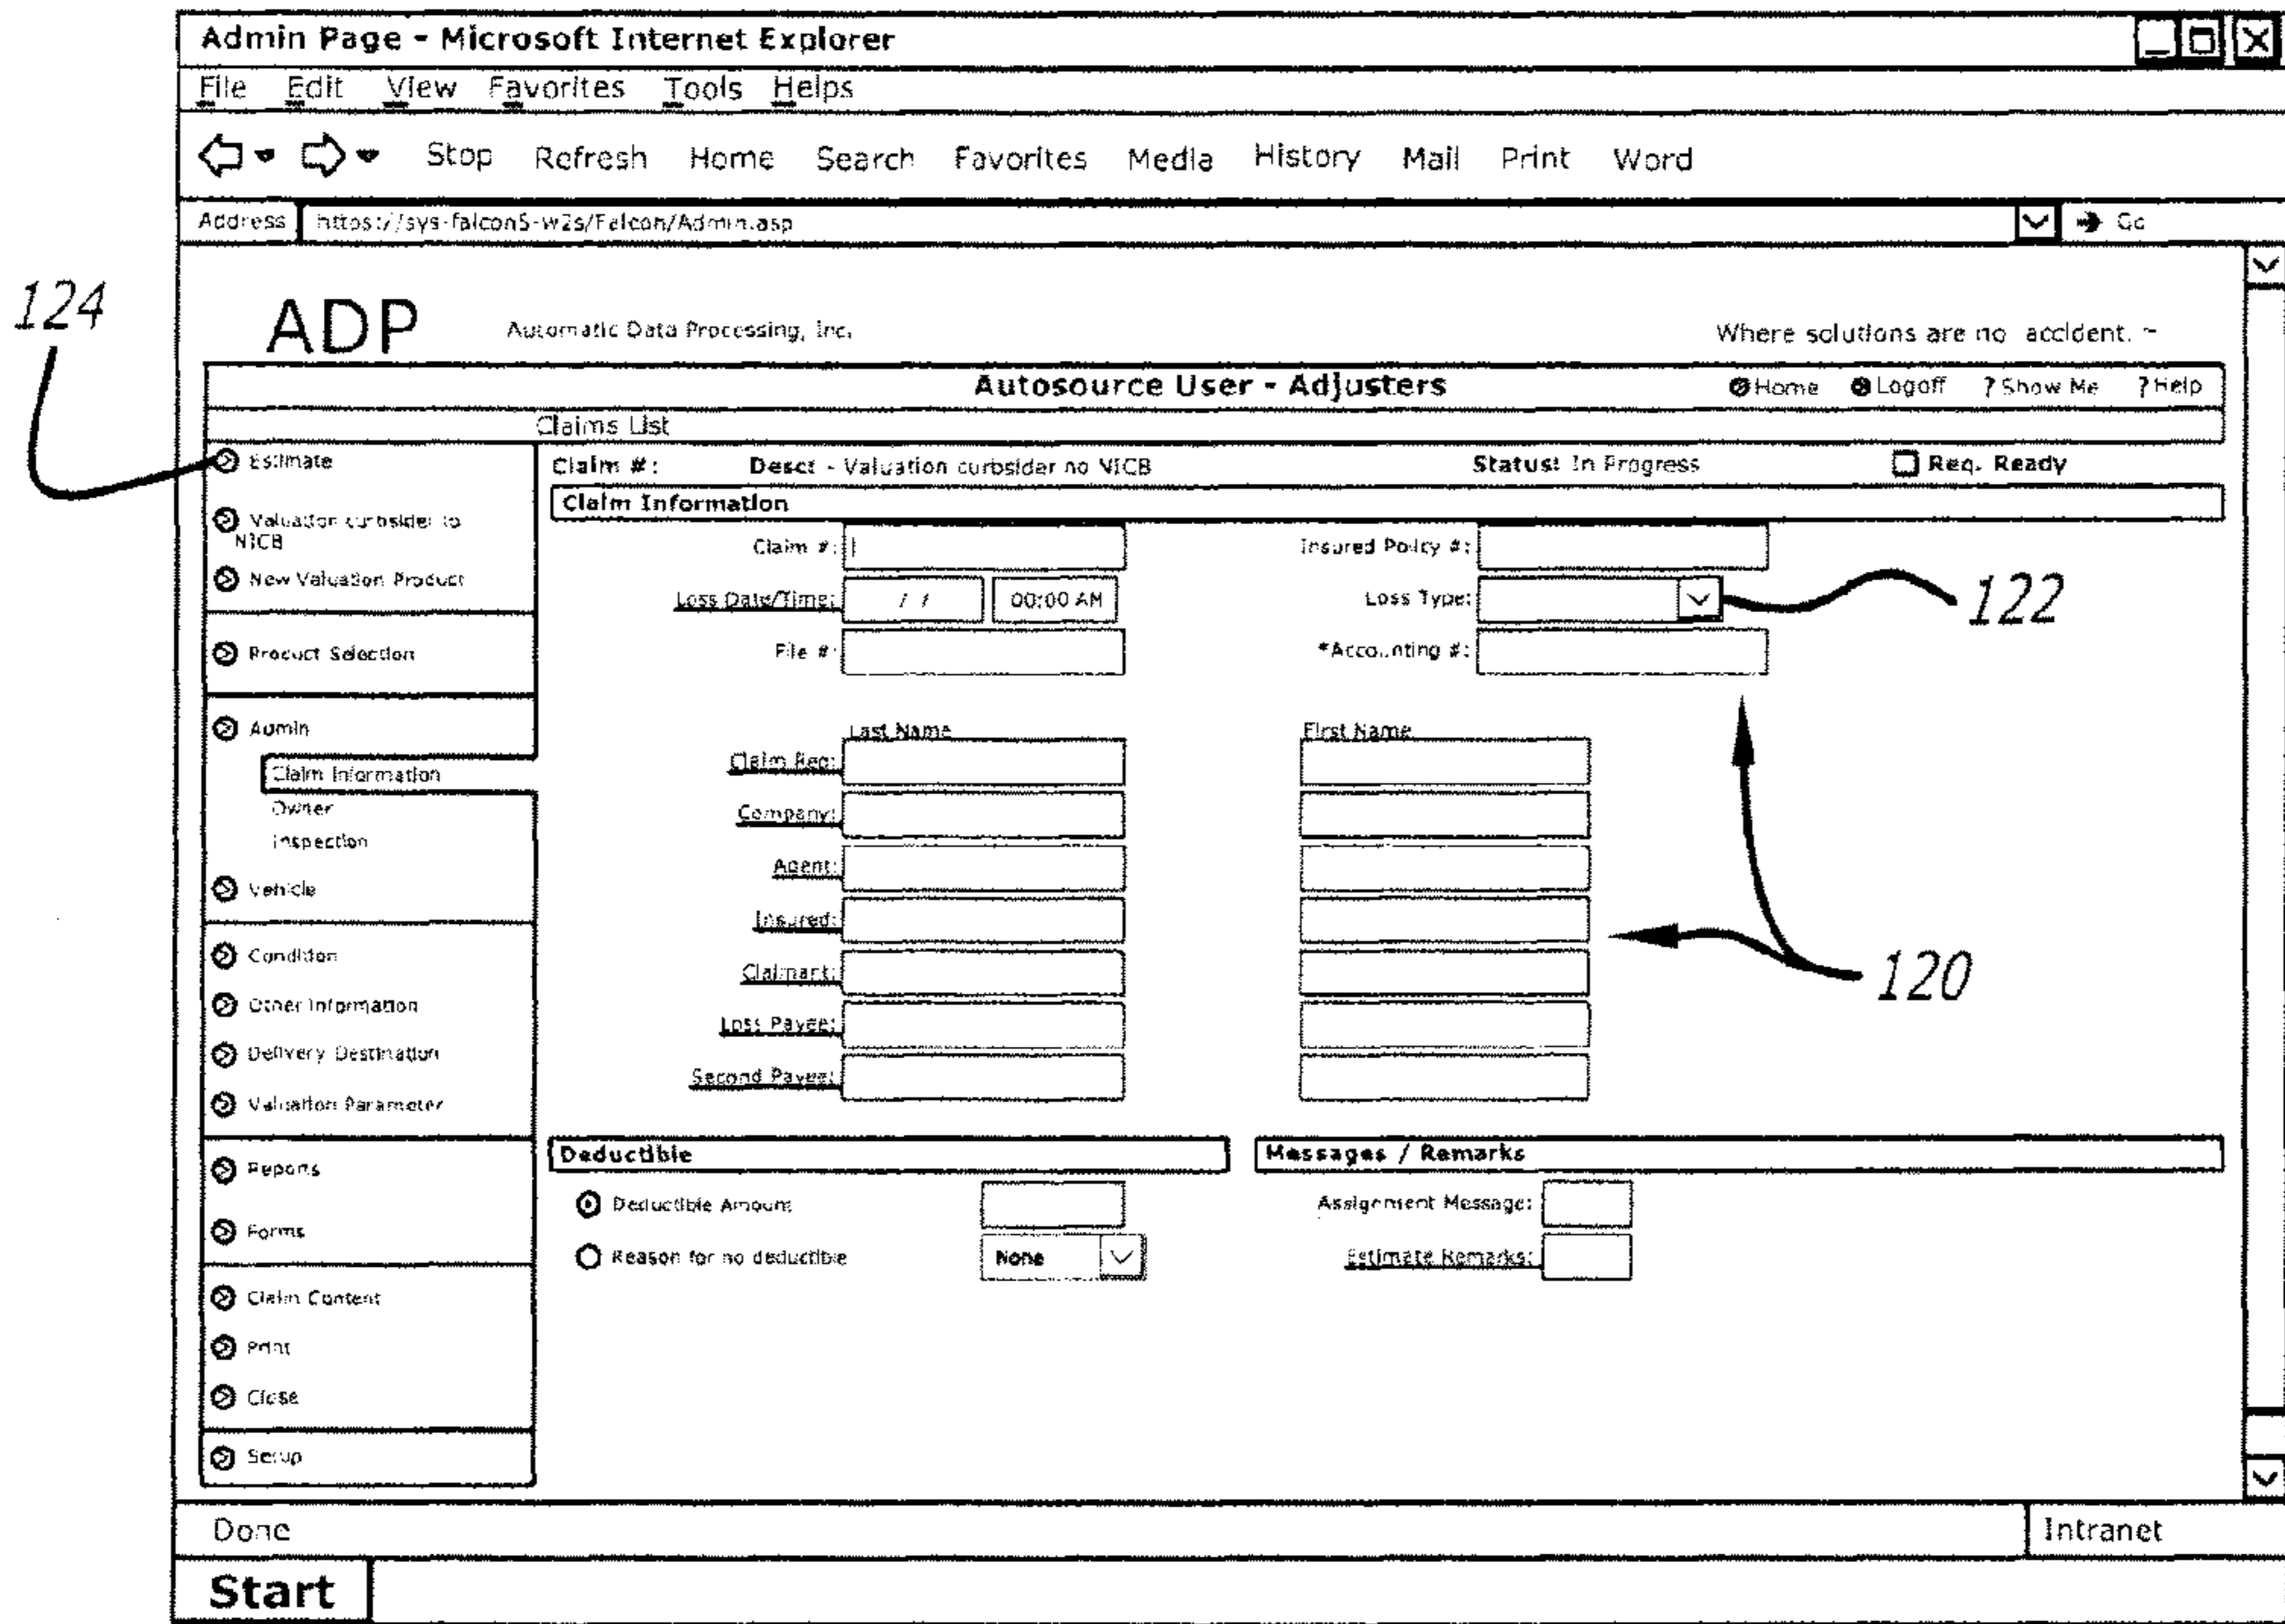 Admin Page - Microsoft Internet Explorer
File Edit View Favorites Tools Helps
Stop Refresh Home Search Favorites Media History Mail Print Word
Address https://sys-falcon5-w2s/Falcon/Admin.asp Go
124
ADP Automatic Data Processing, Inc. Where solutions are no accident.
Autosource User - Adjusters Home Logoff ? Show Me ? Help
Claims List
Estimate
Claim #: Desct - Valuation curbsider no NICB Status: In Progress Req. Ready
Claim Information
Valuation curbsider to
NICB
Claim #: Insured Policy #:
New Valuation Product
Loss Date/Time: / / 00:00 AM Loss Type: 122
Product Selection
File #: *Accounting #:
Admin
Last Name First Name
Claim Rep:
Claim Information
Owner
Company:
Inspection
Agent:
Vehicle
Insured:
Condition
Claimant: 120
Other Information
Loss Payee:
Delivery Destination
Second Payee:
Valuation Parameter
Deductible Messages / Remarks
Reports
Deductible Amount Assignment Message:
Forms
Reason for no deductible None Estimate Remarks:
Claim Content
Print
Close
Setup
Done Intranet
Start